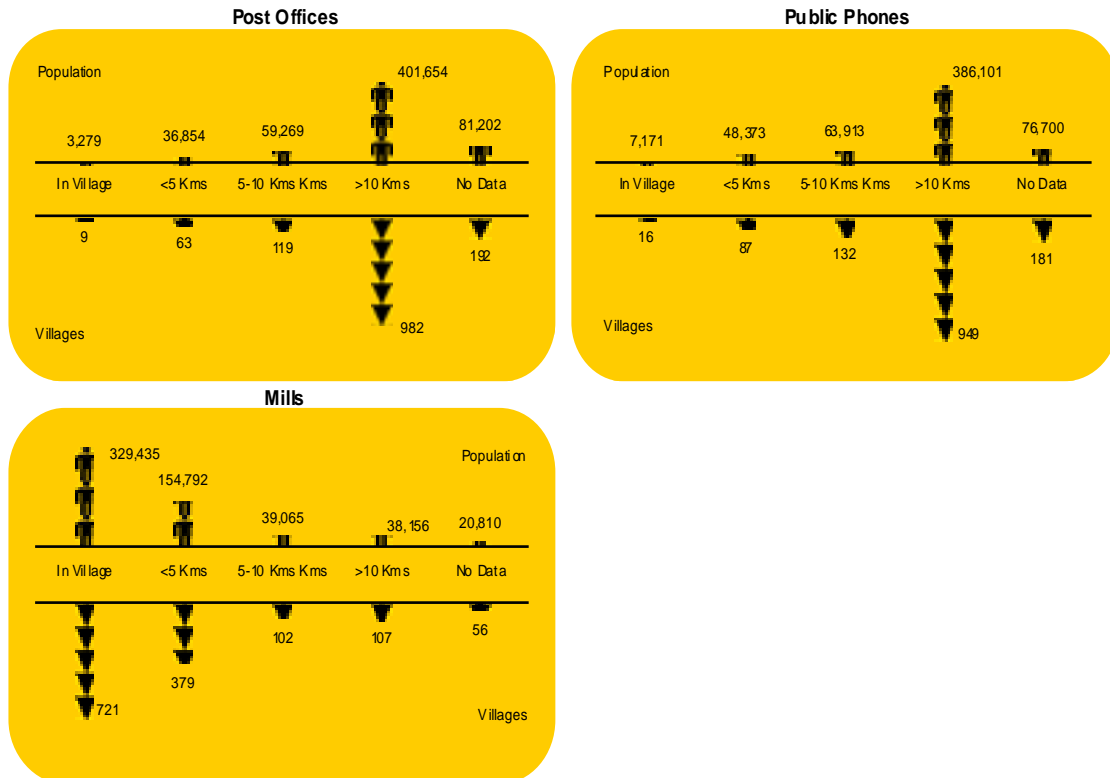 Post Offices
Population
401,654
3,279
36,854
59,269
81,202
In Village <5 Kms 5-10 Kms Kms >10 Kms No Data
9
63
119
192
982
Villages
Public Phones
Population
386,101
7,171
48,373
63,913
76,700
In Village <5 Kms 5-10 Kms Kms >10 Kms No Data
16
87
132
181
949
Villages
Mills
329,435
Population
154,792
39,065
38,156
20,810
In Village <5 Kms 5-10 Kms Kms >10 Kms No Data
102
107
56
379
721
Villages